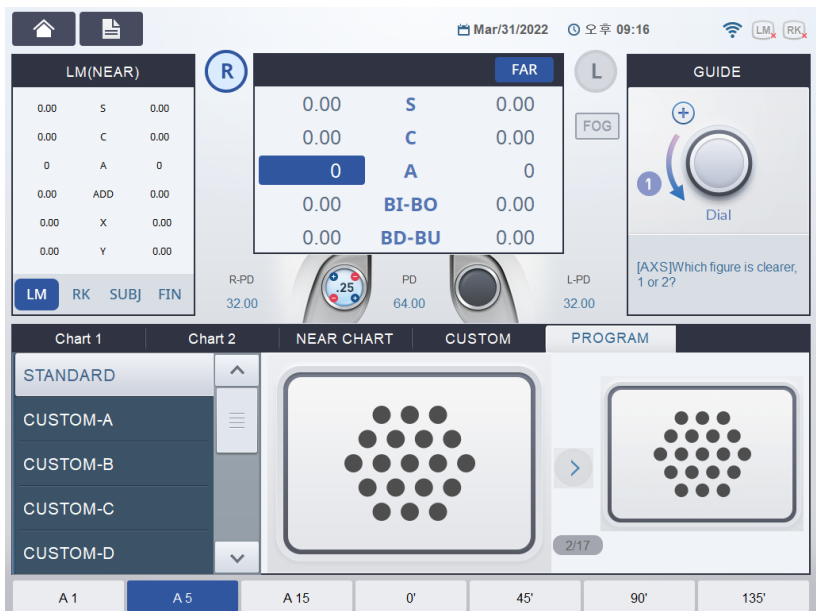 Mar/31/2022 오후 09:16 LM RK
LM(NEAR)
0.00 S 0.00
0.00 C 0.00
0 A 0
0.00 ADD 0.00
0.00 X 0.00
0.00 Y 0.00
LM RK SUBJ FIN
R
FAR
L
0.00 S 0.00
0.00 C 0.00
0 A 0
0.00 BI-BO 0.00
0.00 BD-BU 0.00
FOG
R-PD
32.00
.25
PD
64.00
L-PD
32.00
GUIDE
1
Dial
[AXS]Which figure is clearer,
1 or 2?
Chart 1 Chart 2 NEAR CHART CUSTOM PROGRAM
STANDARD
CUSTOM-A
CUSTOM-B
CUSTOM-C
CUSTOM-D
2/17
A 1 A 5 A 15 0' 45' 90' 135'